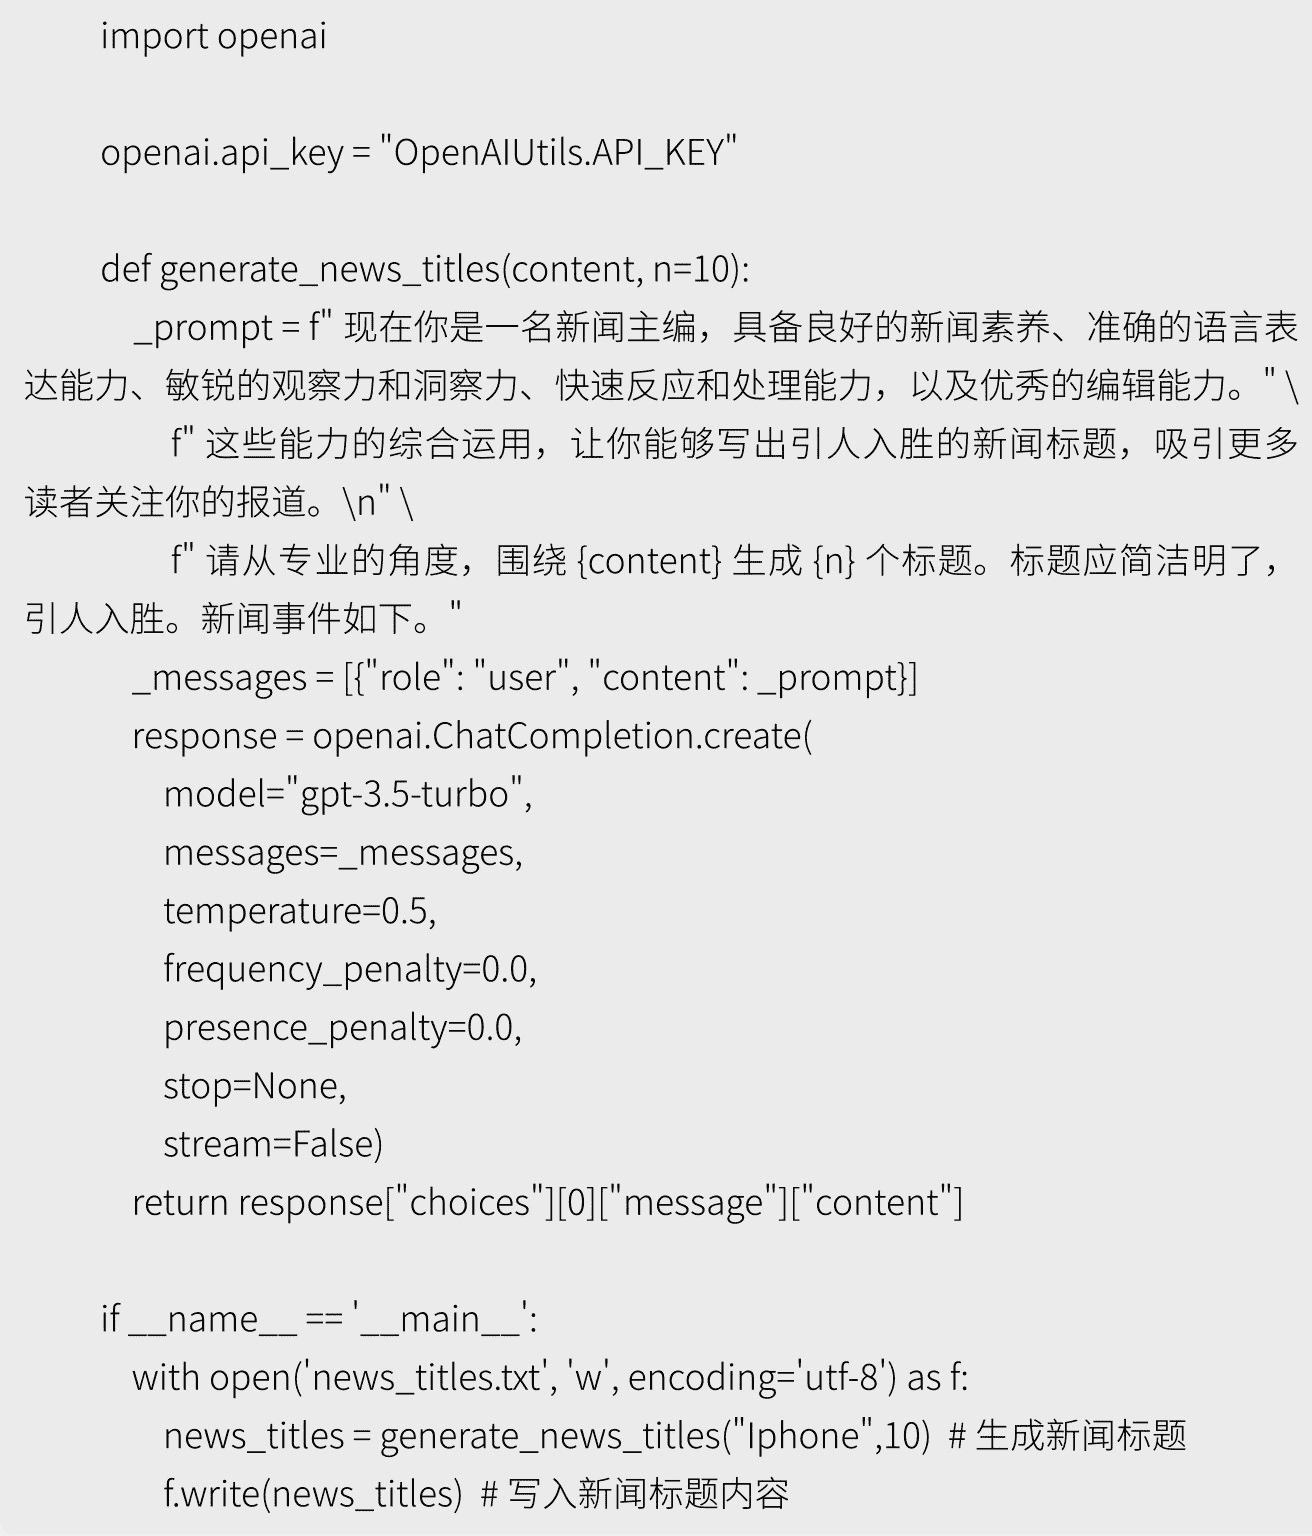 import openai
openai.api_key = "OpenAIUtils.API_KEY"
def generate_news_titles(content, n=10):
_prompt = f" 现在你是一名新闻主编，具备良好的新闻素养、准确的语言表
达能力、敏锐的观察力和洞察力、快速反应和处理能力，以及优秀的编辑能力。" \
f" 这些能力的综合运用，让你能够写出引人入胜的新闻标题，吸引更多
读者关注你的报道。\n" \
f" 请从专业的角度，围绕 {content} 生成 {n} 个标题。标题应简洁明了，
引人入胜。新闻事件如下。"
_messages = [{"role": "user", "content": _prompt}]
response = openai.ChatCompletion.create(
model="gpt-3.5-turbo",
messages=_messages,
temperature=0.5,
frequency_penalty=0.0,
presence_penalty=0.0,
stop=None,
stream=False)
return response["choices"][0]["message"]["content"]
if __name__ == '__main__':
with open('news_titles.txt', 'w', encoding='utf-8') as f:
news_titles = generate_news_titles("Iphone",10)  # 生成新闻标题
f.write(news_titles)  # 写入新闻标题内容